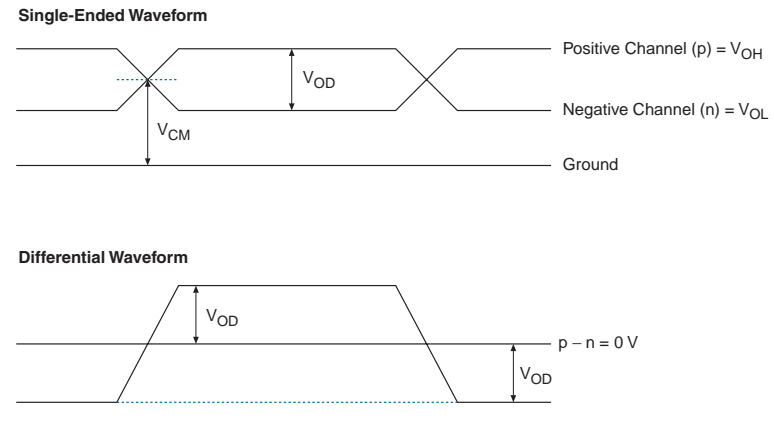 Single-Ended Waveform
Positive Channel (p) = VOH
VOD
Negative Channel (n) = VOL
VCM
Ground
Differential Waveform
VOD
p − n = 0 V
VOD